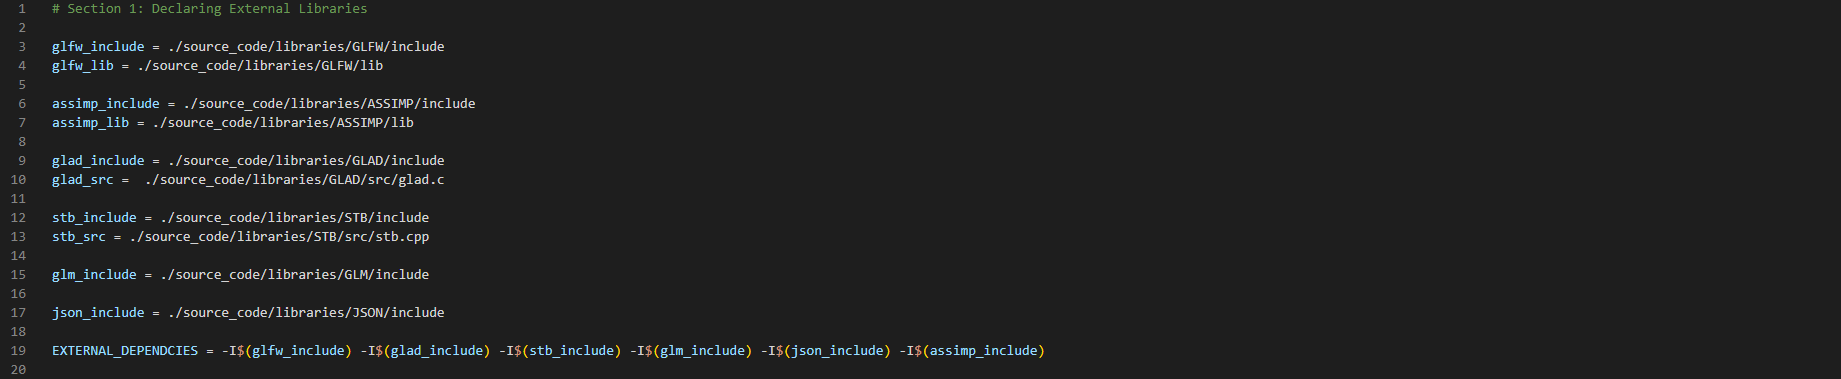 1 # Section 1: Declaring External Libraries
2
3 glfw_include = ./source_code/libraries/GLFW/include
4 glfw_lib = ./source_code/libraries/GLFW/lib
5
6 assimp_include = ./source_code/libraries/ASSIMP/include
7 assimp_lib = ./source_code/libraries/ASSIMP/lib
8
9 glad_include = ./source_code/libraries/GLAD/include
10 glad_src =  ./source_code/libraries/GLAD/src/glad.c
11
12 stb_include = ./source_code/libraries/STB/include
13 stb_src = ./source_code/libraries/STB/src/stb.cpp
14
15 glm_include = ./source_code/libraries/GLM/include
16
17 json_include = ./source_code/libraries/JSON/include
18
19 EXTERNAL_DEPENDCIES = -I$(glfw_include) -I$(glad_include) -I$(stb_include) -I$(glm_include) -I$(json_include) -I$(assimp_include)
20